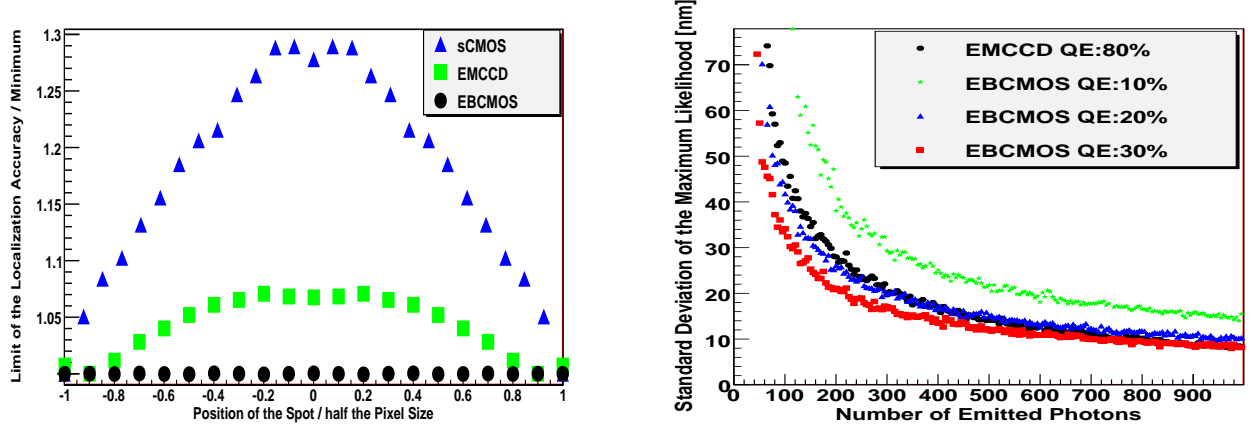 Limit of the Localization Accuracy / Minimum
1.3
1.25
1.2
1.15
1.1
1.05
1
sCMOS
EMCCD
EBCMOS
-1 -0.8 -0.6 -0.4 -0.2 0 0.2 0.4 0.6 0.8 1
Position of the Spot / half the Pixel Size
Standard Deviation of the Maximum Likelihood [nm]
70
60
50
40
30
20
10
0
EMCCD QE:80%
EBCMOS QE:10%
EBCMOS QE:20%
EBCMOS QE:30%
0 100 200 300 400 500 600 700 800 900
Number of Emitted Photons